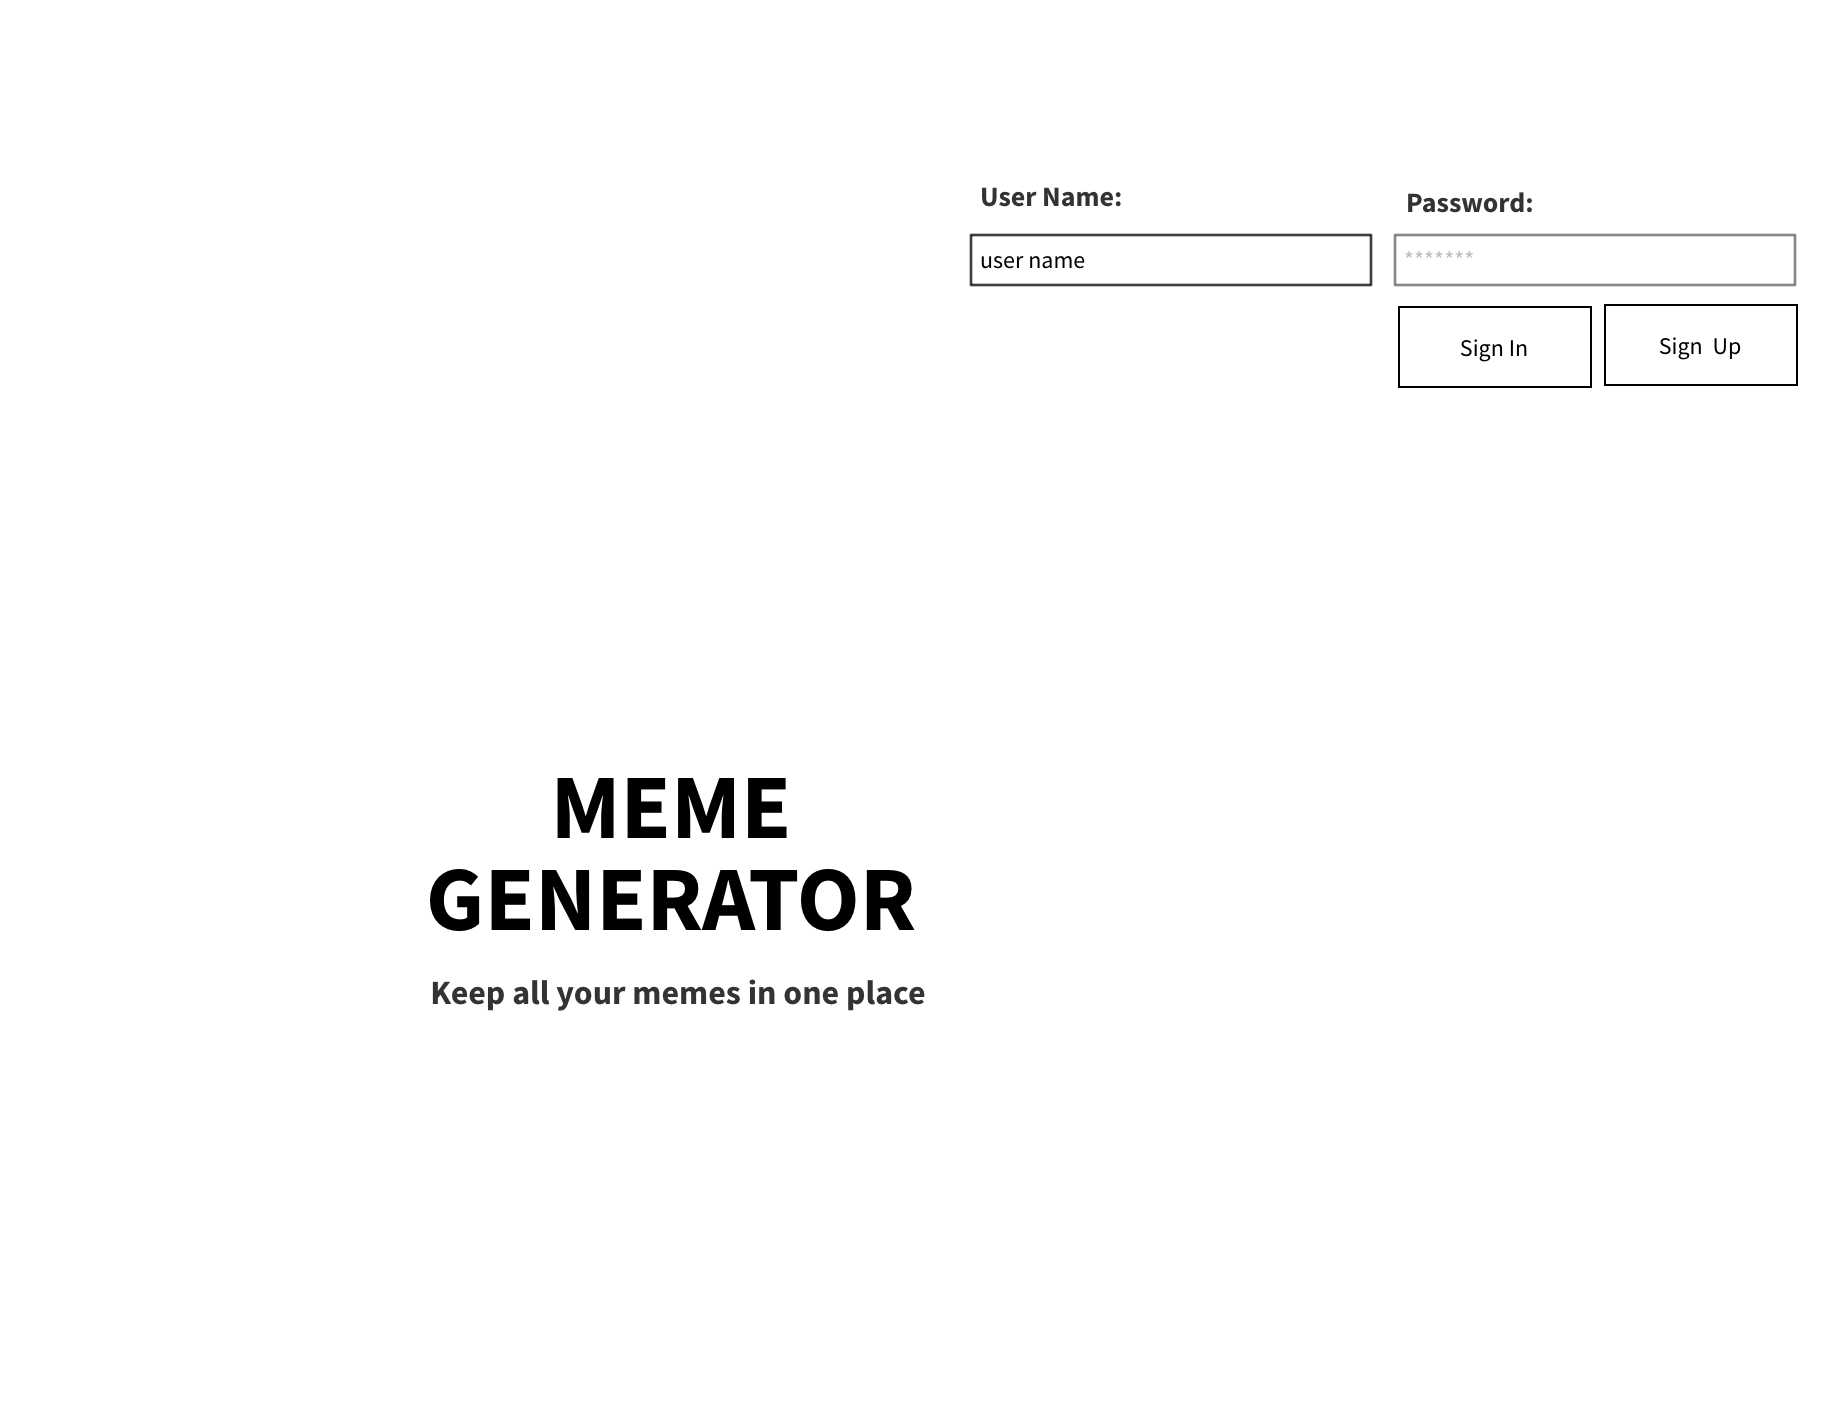 User Name:
Password:
user name
*******
Sign In
Sign  Up
MEME
GENERATOR
Keep all your memes in one place